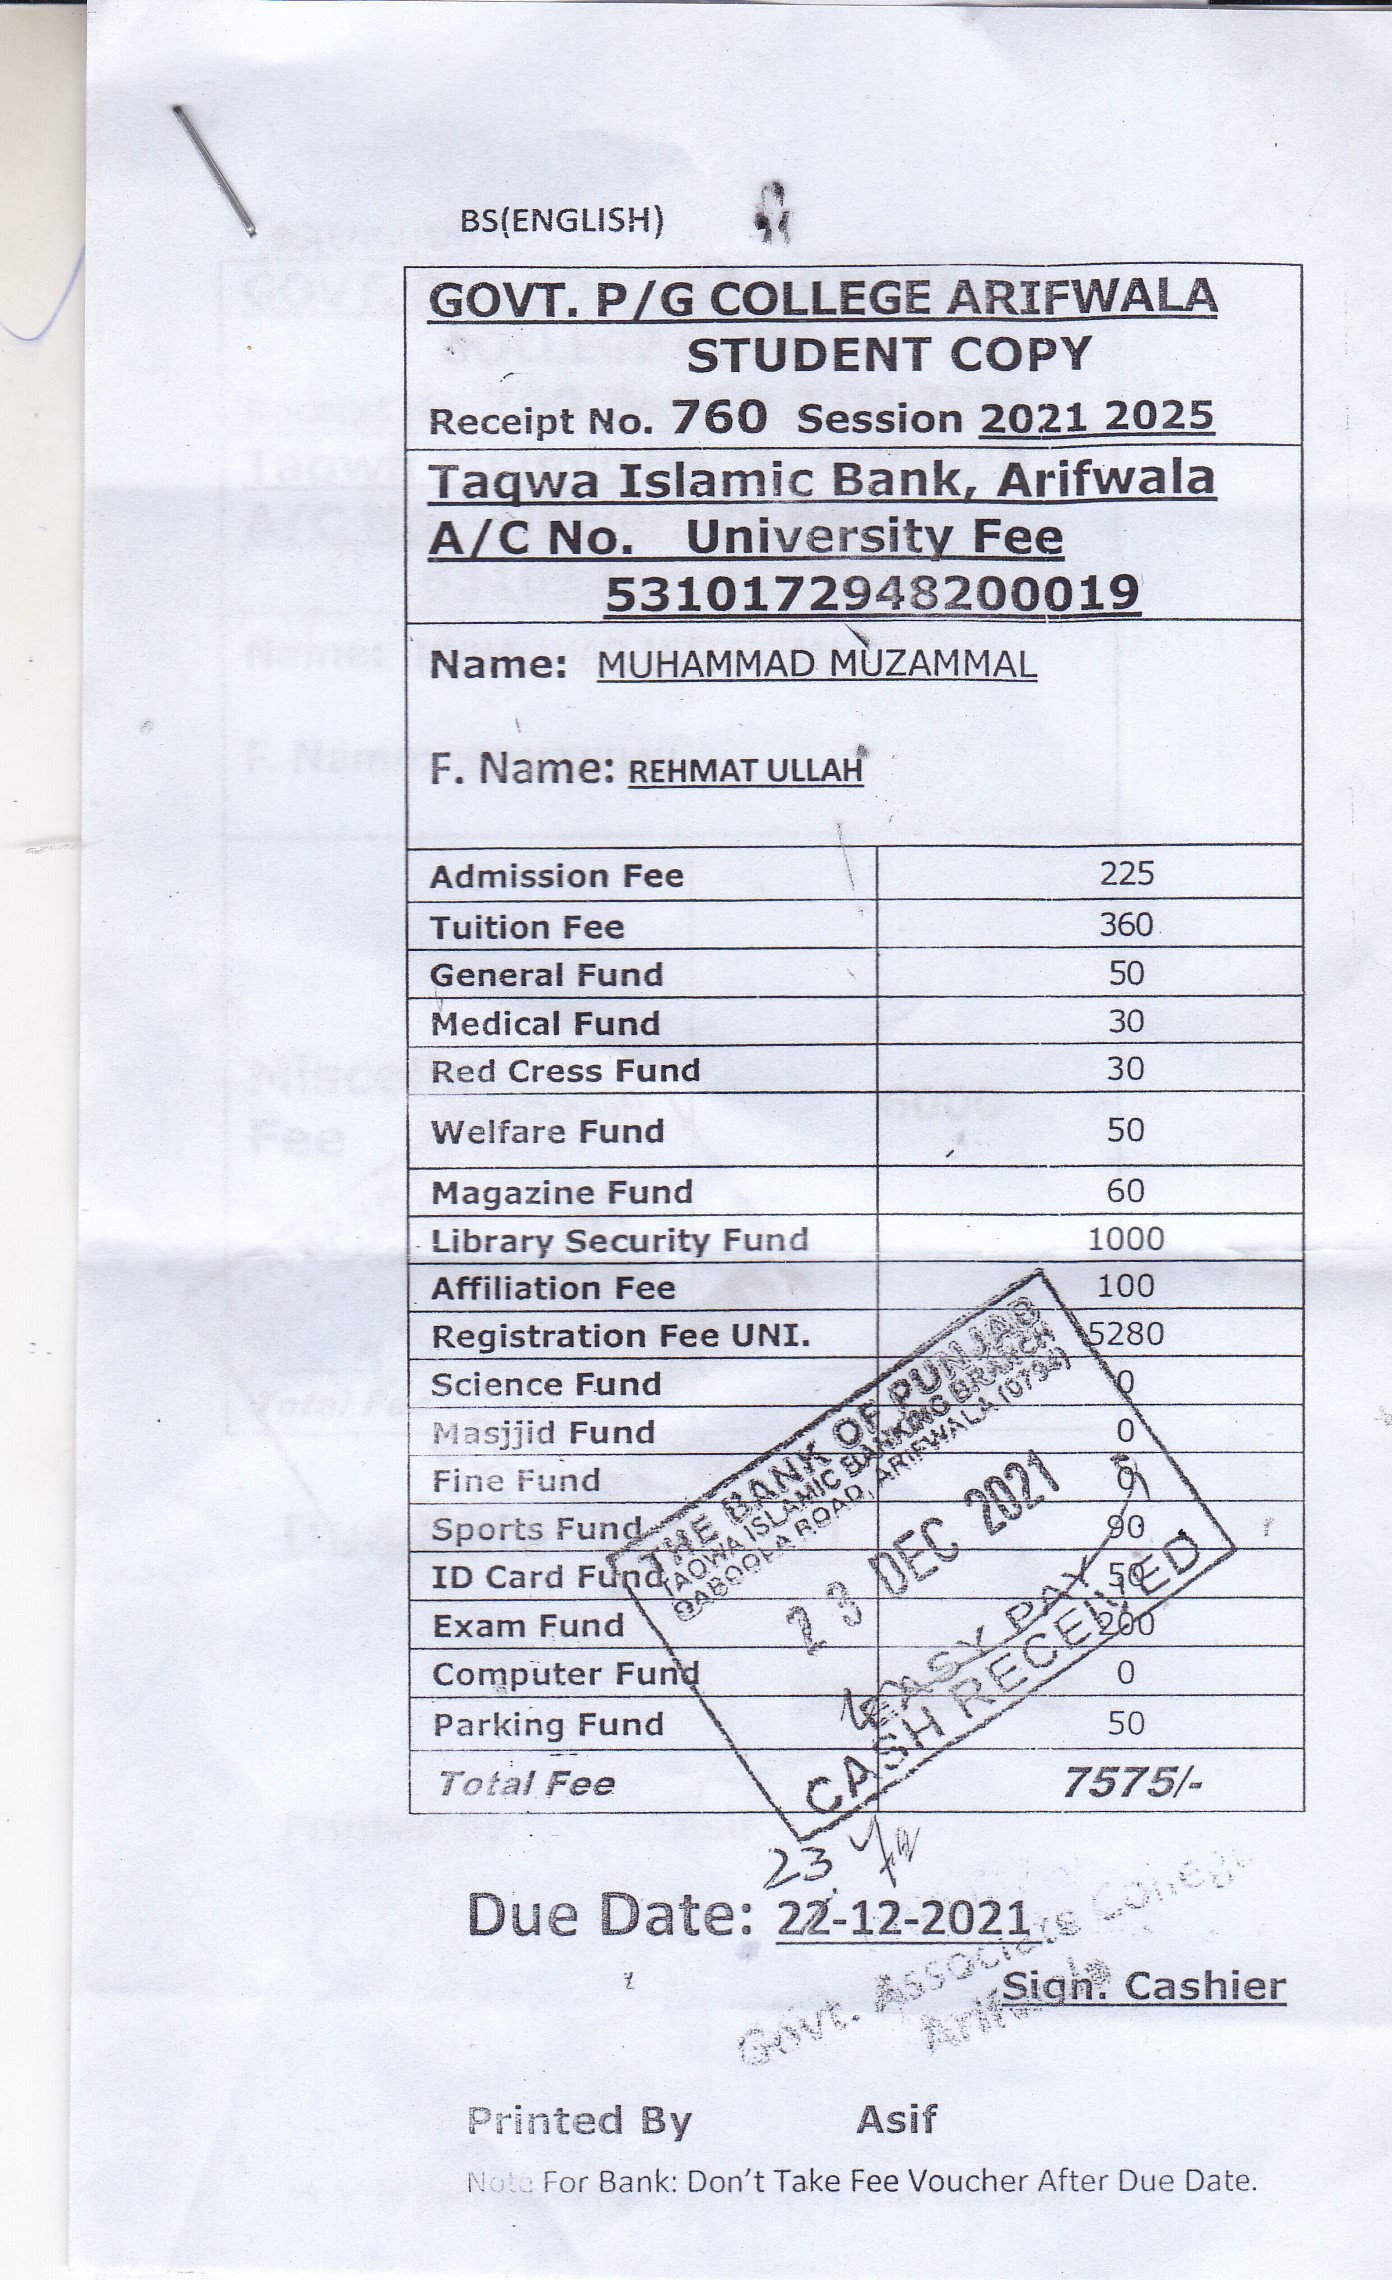 BS(ENGLISH)
GOVT. P/G COLLEGE ARIFWALA
STUDENT COPY
Receipt No. 760 Session 2021 2025
Taqwa Islamic Bank, Arifwala
A/C No. University Fee
5310172948200019
Name: MUHAMMAD MUZAMMAL
F. Name: REHMAT ULLAH
Admission Fee 225
Tuition Fee 360
General Fund 50
Medical Fund 30
Red Cress Fund 30
Welfare Fund 50
Magazine Fund 60
Library Security Fund 1000
Affiliation Fee 100
Registration Fee UNI. 5280
Science Fund 0
Masjjid Fund 0
Fine Fund 0
Sports Fund 90
ID Card Fund 50
Exam Fund 200
Computer Fund 0
Parking Fund 50
Total Fee 7575/-
THE BANK OF PUNJAB
TAQWA ISLAMIC BANKING BRANCH
QABOOLA ROAD, ARIFWALA (0794)
23 DEC 2021
EASY PAY
CASH RECEIVED
23
Due Date: 22-12-2021
Sign. Cashier
Govt. Associate College
Arifwala
Printed By Asif
Note For Bank: Don't Take Fee Voucher After Due Date.